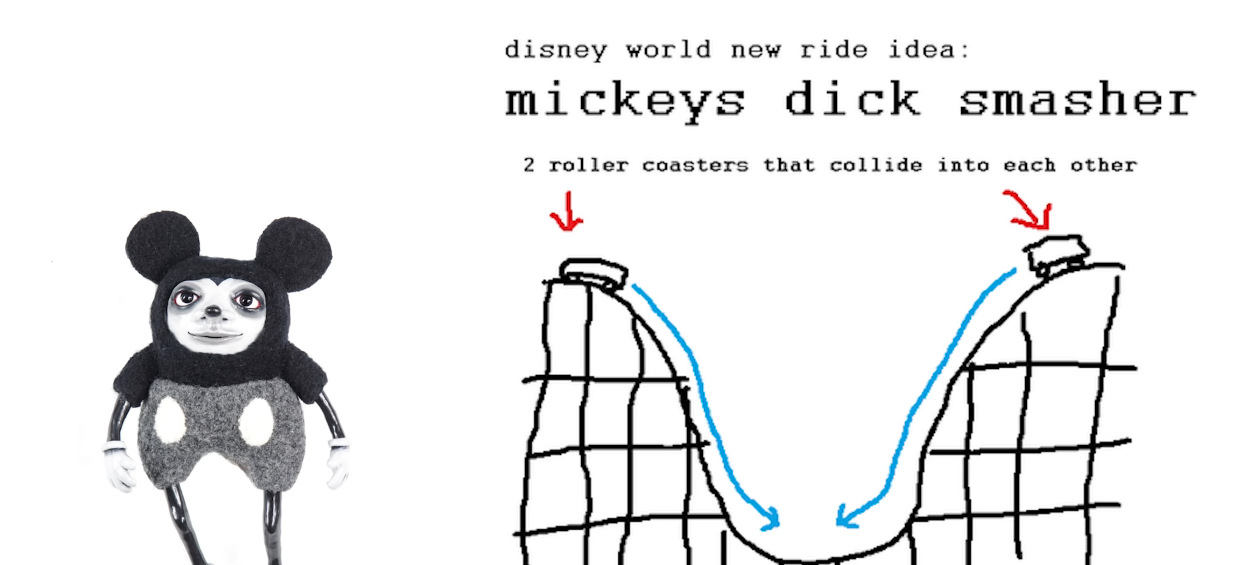 disney world new ride idea:
mickeys dick smasher
2 roller coasters that collide into each other